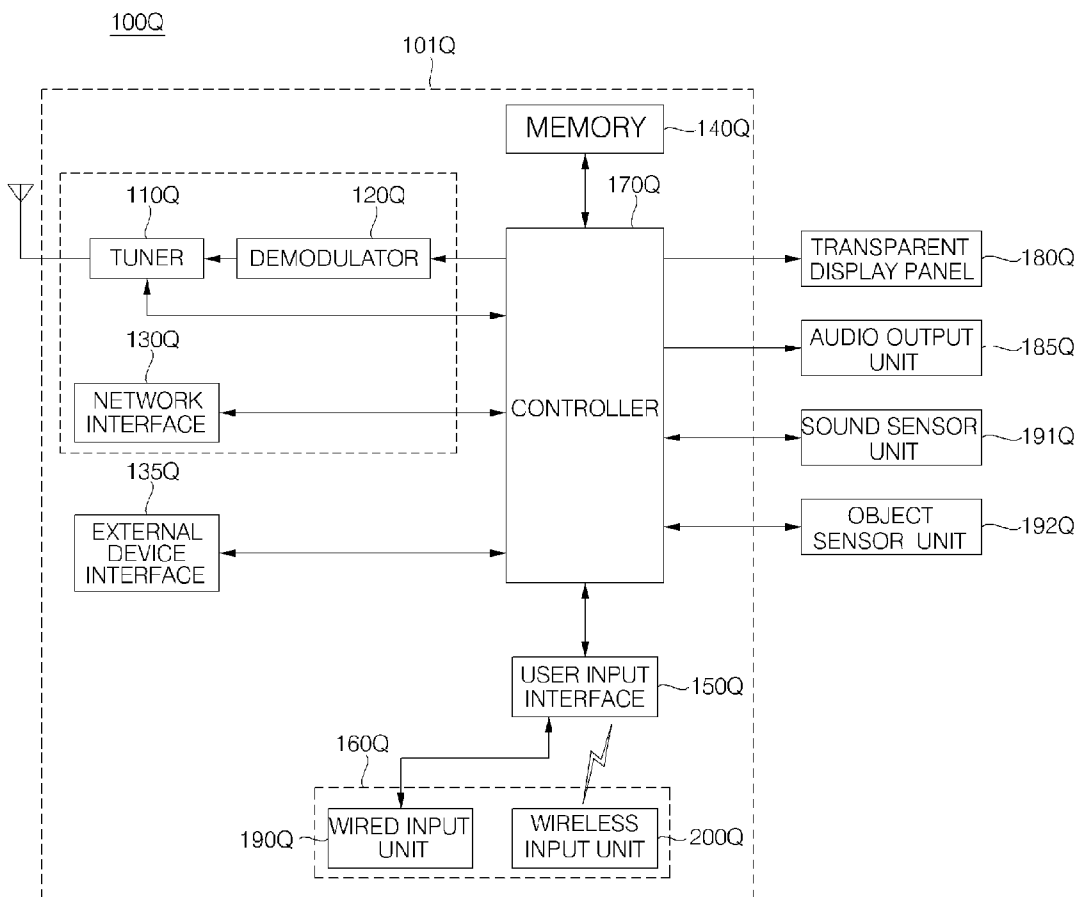 100Q
101Q
MEMORY
140Q
110Q
120Q
170Q
TUNER
DEMODULATOR
TRANSPARENT
DISPLAY PANEL
180Q
AUDIO OUTPUT
UNIT
185Q
130Q
NETWORK
INTERFACE
CONTROLLER
SOUND SENSOR
UNIT
191Q
135Q
EXTERNAL
DEVICE
INTERFACE
OBJECT
SENSOR UNIT
192Q
USER INPUT
INTERFACE
150Q
160Q
190Q
WIRED INPUT
UNIT
WIRELESS
INPUT UNIT
200Q